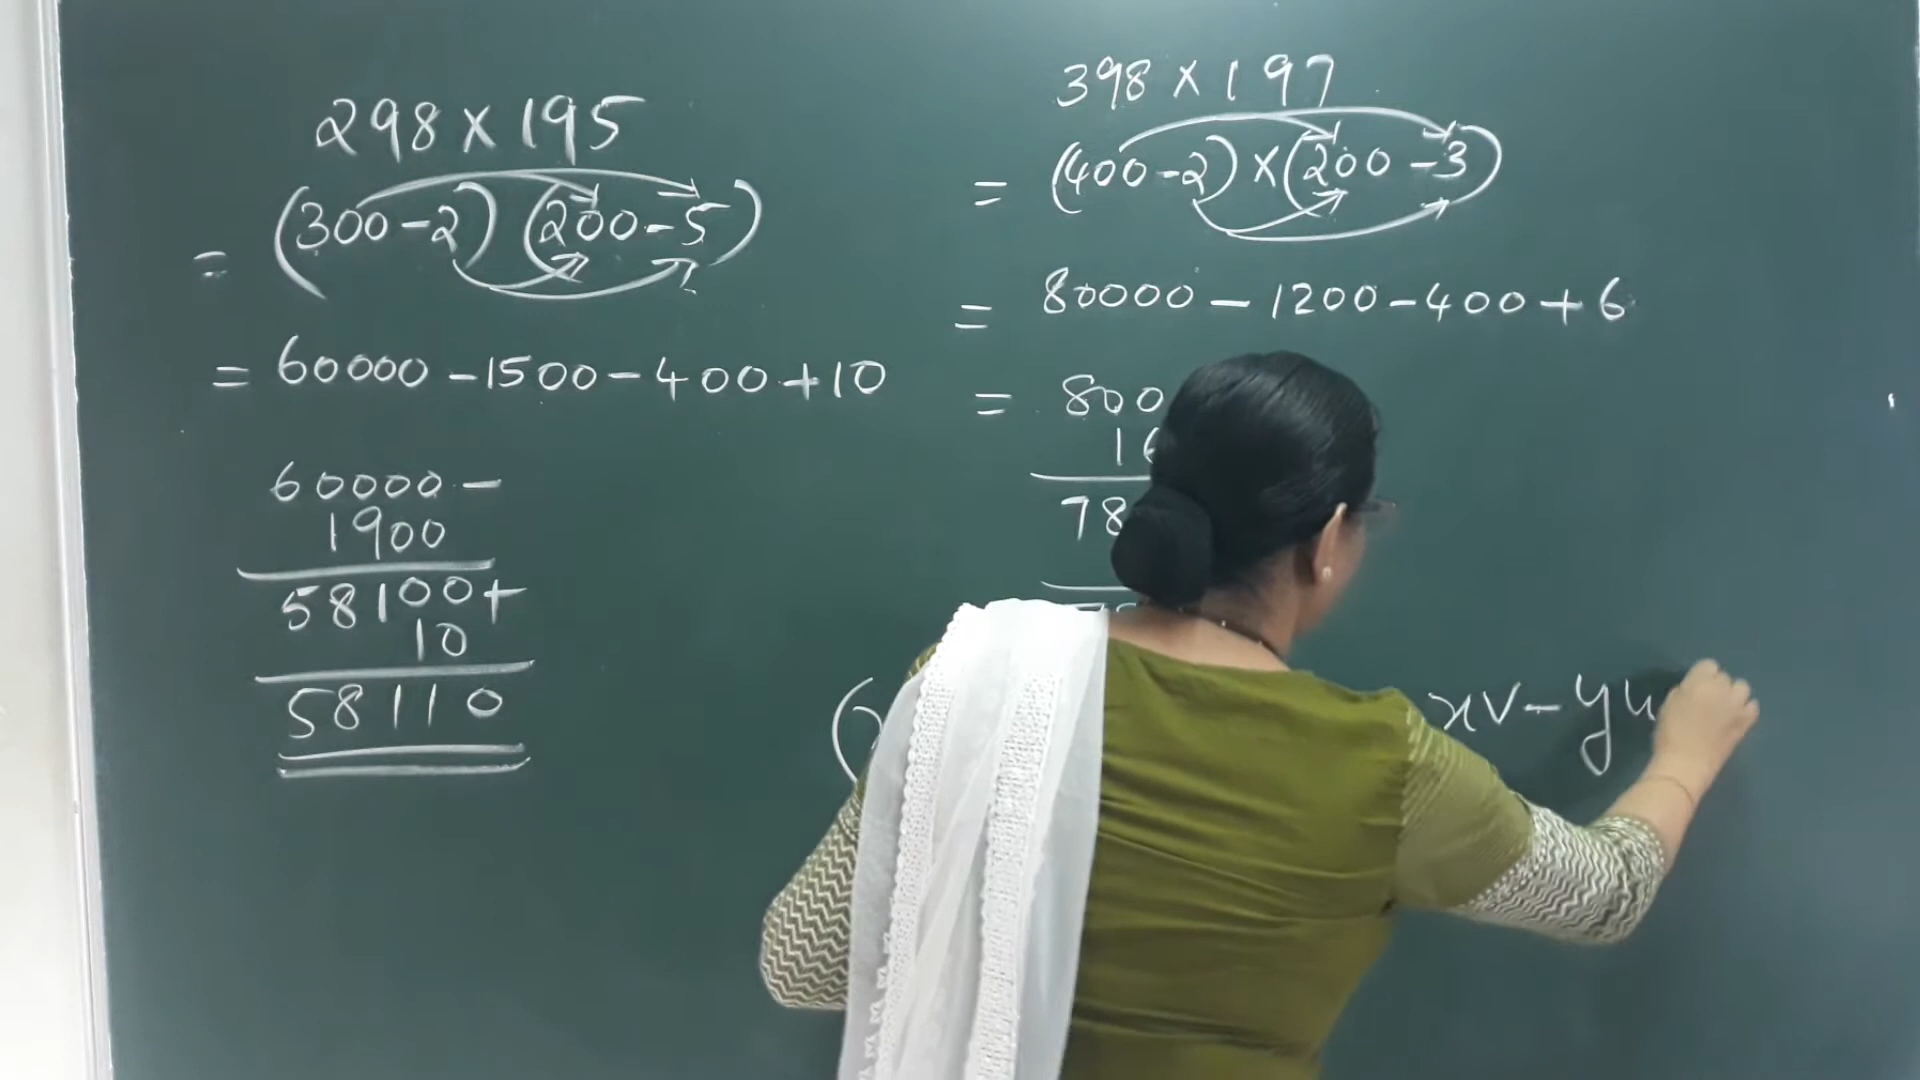 298 × 195
= (300 - 2) (200 - 5)
= 60000 - 1500 - 400 + 10
60000 -
1900
58100 +
10
58110
398 × 197
= (400 - 2) × (200 - 3)
= 80000 - 1200 - 400 + 6
= 800
16
78
(
xv - yu